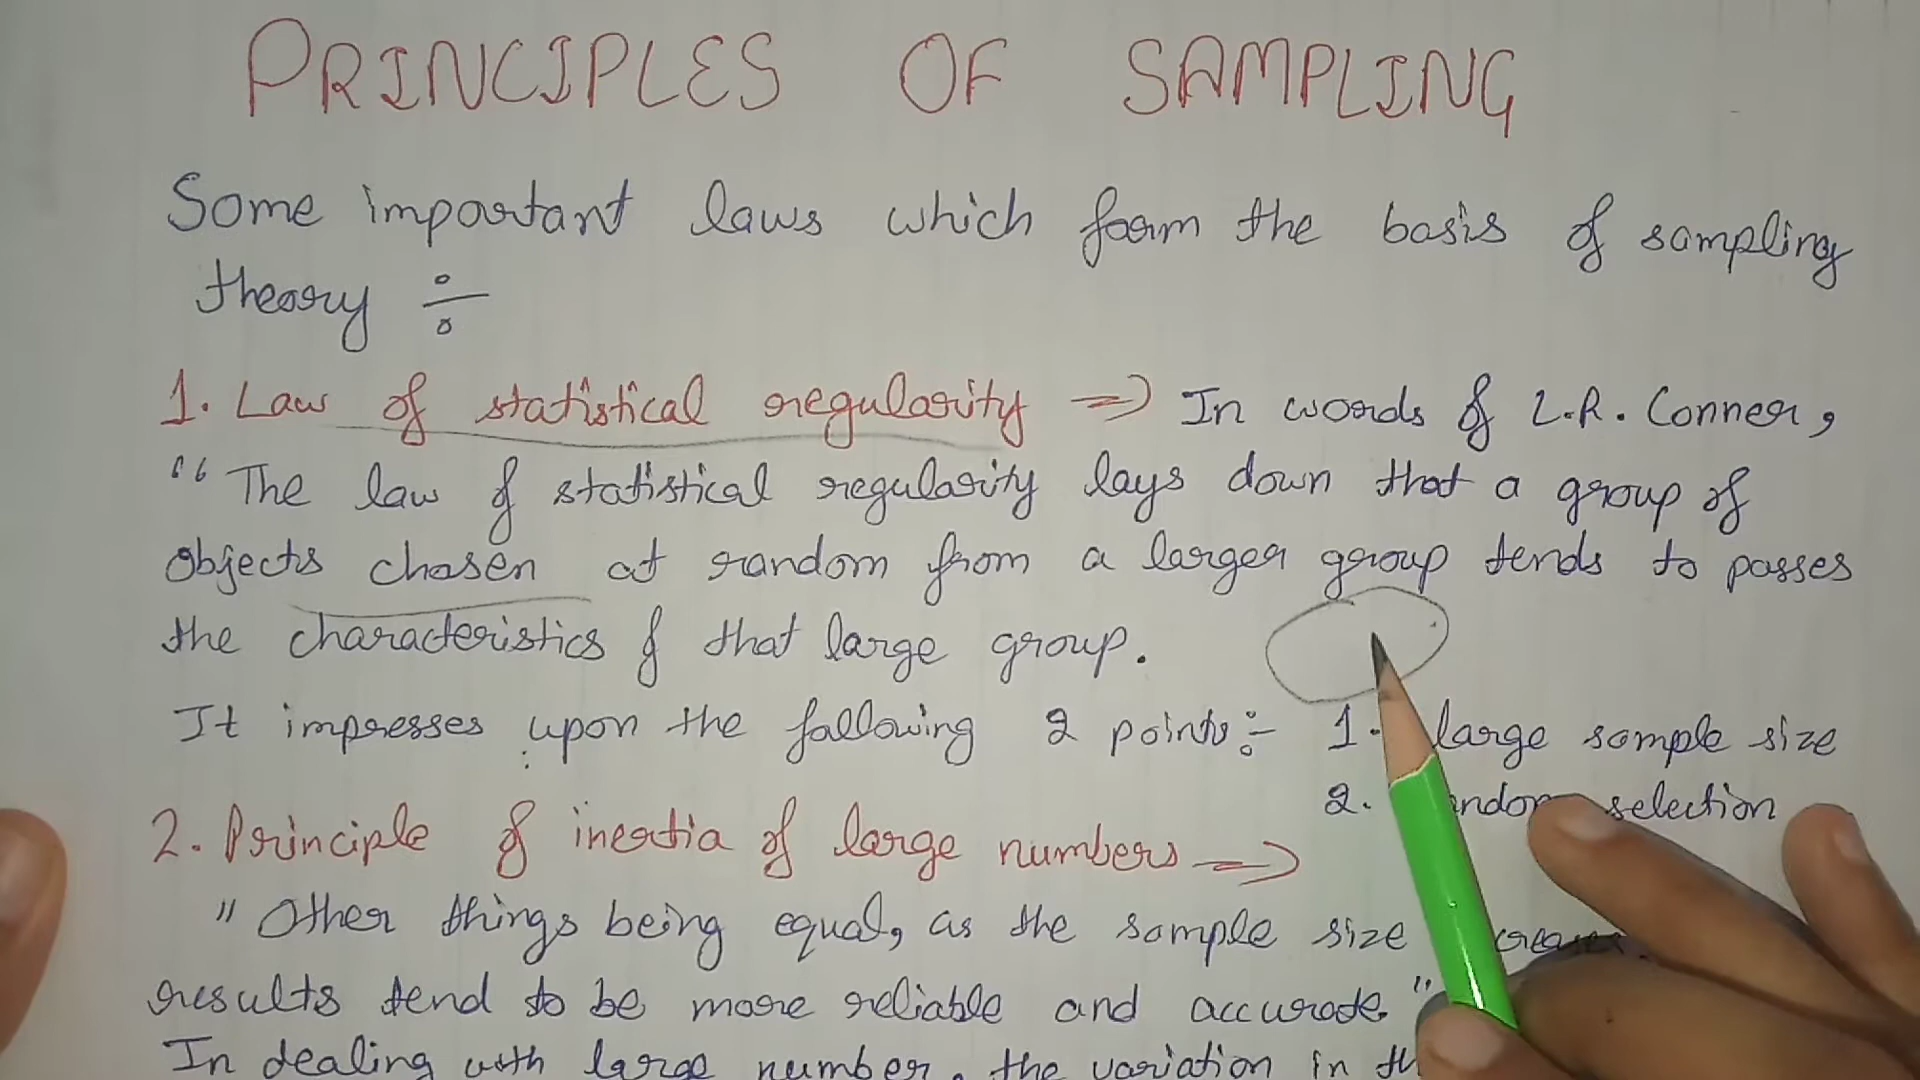 PRINCIPLES OF SAMPLING
Some important laws which form the basis of sampling
theory ÷
1. Law of statistical regularity => In words of L.R. Conner,
"The law of statistical regularity lays down that a group of
objects chosen at random from a larger group tends to posses
the characteristics of that large group.
It impresses upon the following 2 points:- 1. large sample size
2. selection
2. Principle of inertia of large numbers =>
"Other things being equal, as the sample size
results tend to be more reliable and accurate."
In dealing with large number, the variation in